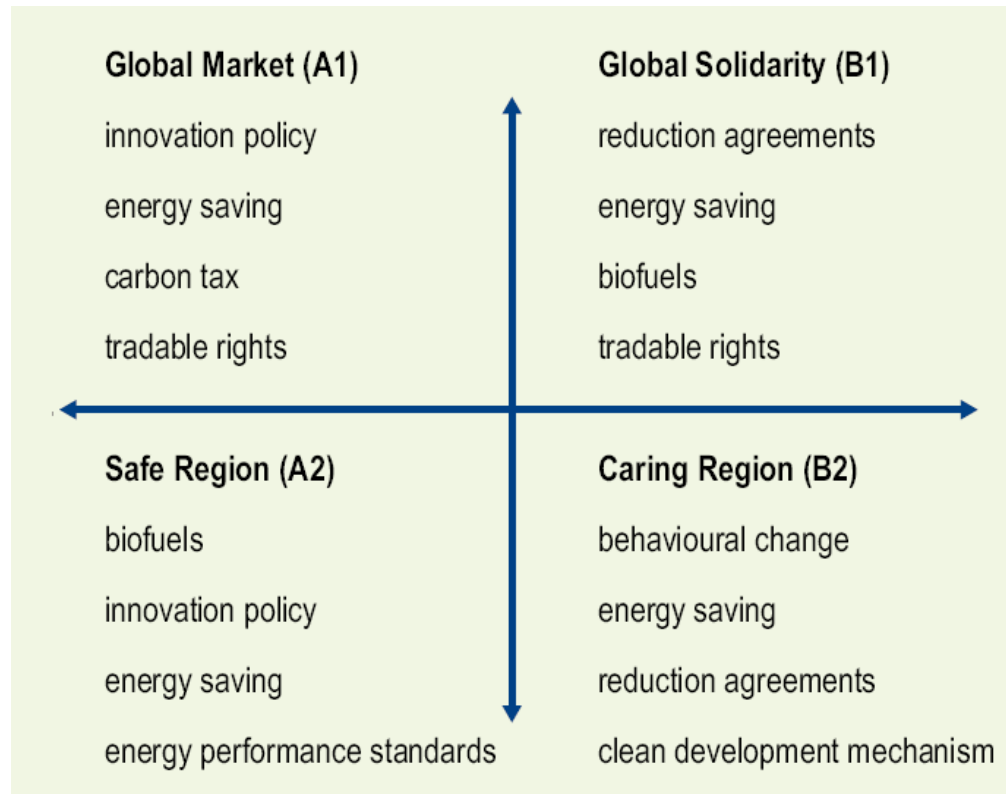 Global Market (A1)
innovation policy
energy saving
carbon tax
tradable rights
Global Solidarity (B1)
reduction agreements
energy saving
biofuels
tradable rights
Safe Region (A2)
biofuels
innovation policy
energy saving
energy performance standards
Caring Region (B2)
behavioural change
energy saving
reduction agreements
clean development mechanism